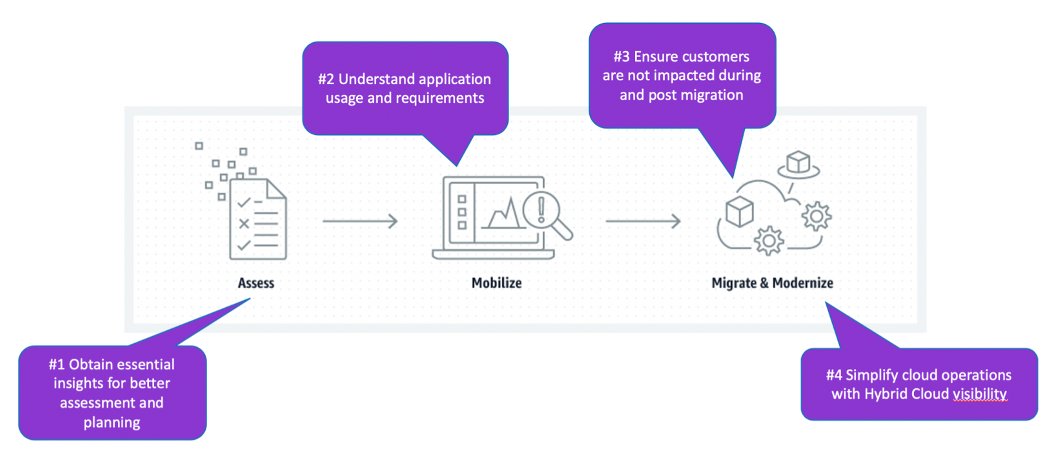 #2 Understand application
usage and requirements
#3 Ensure customers
are not impacted during
and post migration
Assess
Mobilize
Migrate & Modernize
#1 Obtain essential
insights for better
assessment and
planning
#4 Simplify cloud operations
with Hybrid Cloud visibility